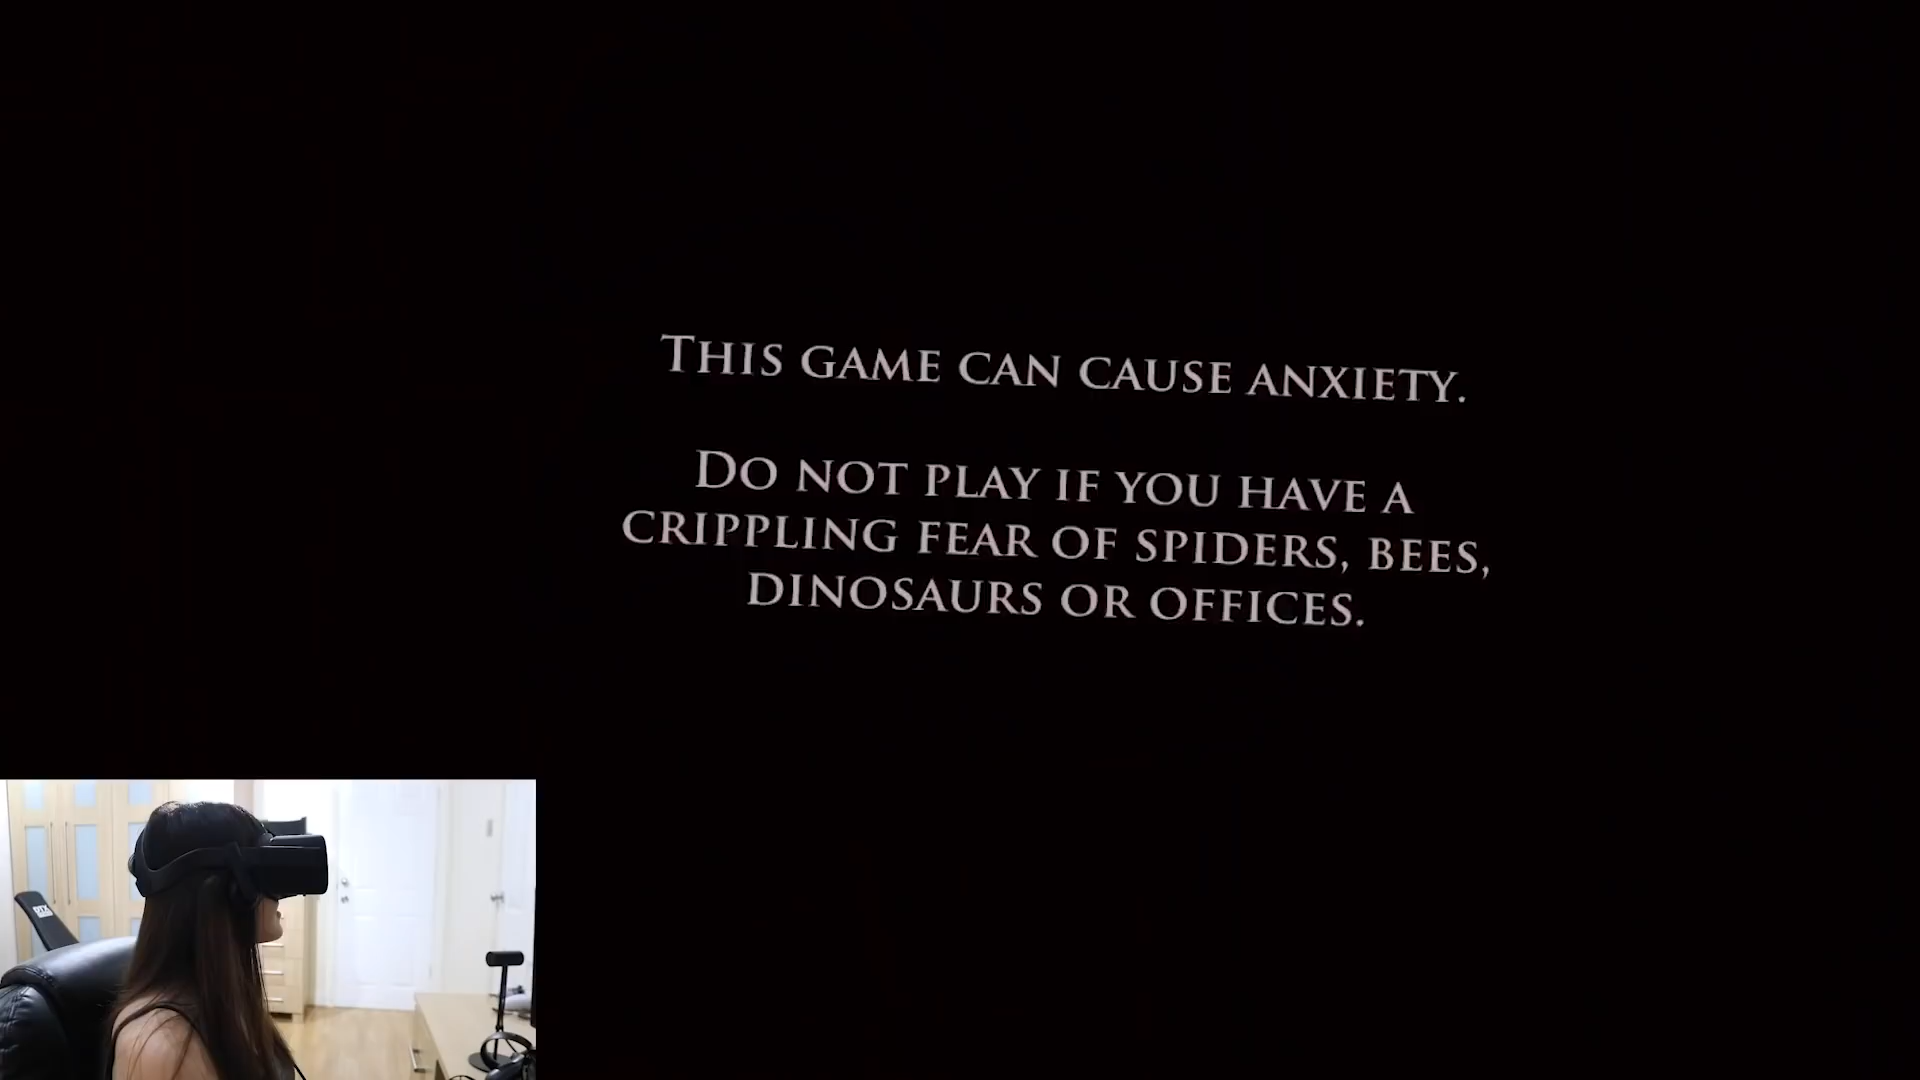 THIS GAME CAN CAUSE ANXIETY.
DO NOT PLAY IF YOU HAVE A
CRIPPLING FEAR OF SPIDERS, BEES,
DINOSAURS OR OFFICES.